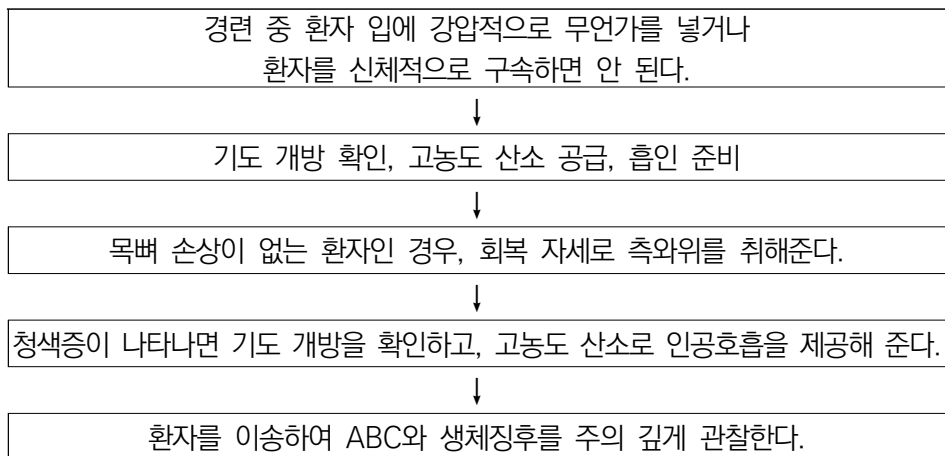 경련 중 환자 입에 강압적으로 무언가를 넣거나
환자를 신체적으로 구속하면 안 된다.
↓
기도 개방 확인, 고농도 산소 공급, 흡인 준비
↓
목뼈 손상이 없는 환자인 경우, 회복 자세로 측와위를 취해준다.
↓
청색증이 나타나면 기도 개방을 확인하고, 고농도 산소로 인공호흡을 제공해 준다.
↓
환자를 이송하여 ABC와 생체징후를 주의 깊게 관찰한다.